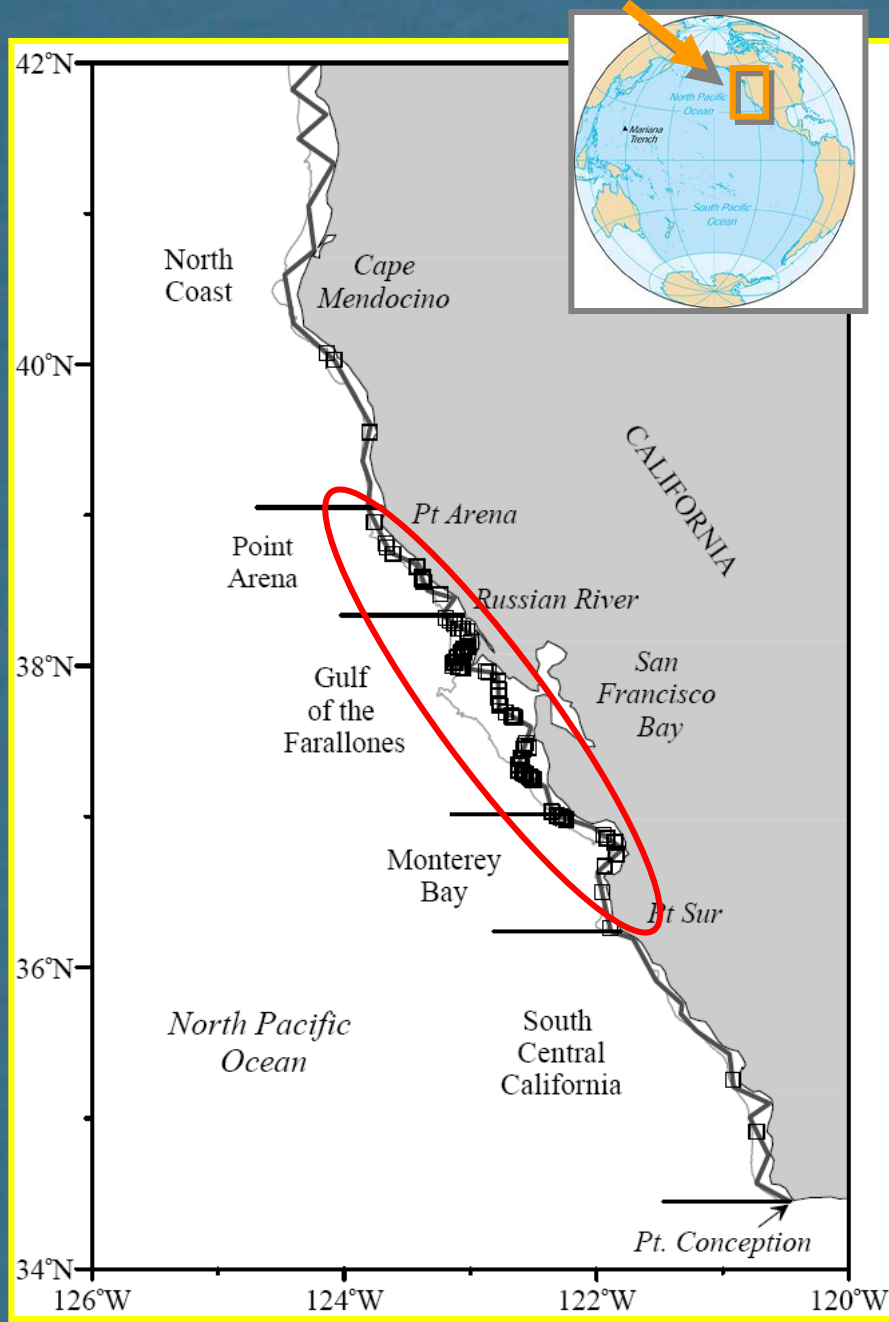 42°N
40°N
38°N
36°N
34°N
126°W
124°W
122°W
120°W
North Pacific
Ocean
Mariana
Trench
South Pacific
Ocean
North
Coast
Cape
Mendocino
CALIFORNIA
Pt Arena
Point
Arena
Russian River
San
Francisco
Bay
Gulf
of the
Farallones
Monterey
Bay
Pt Sur
North Pacific
Ocean
South
Central
California
Pt. Conception